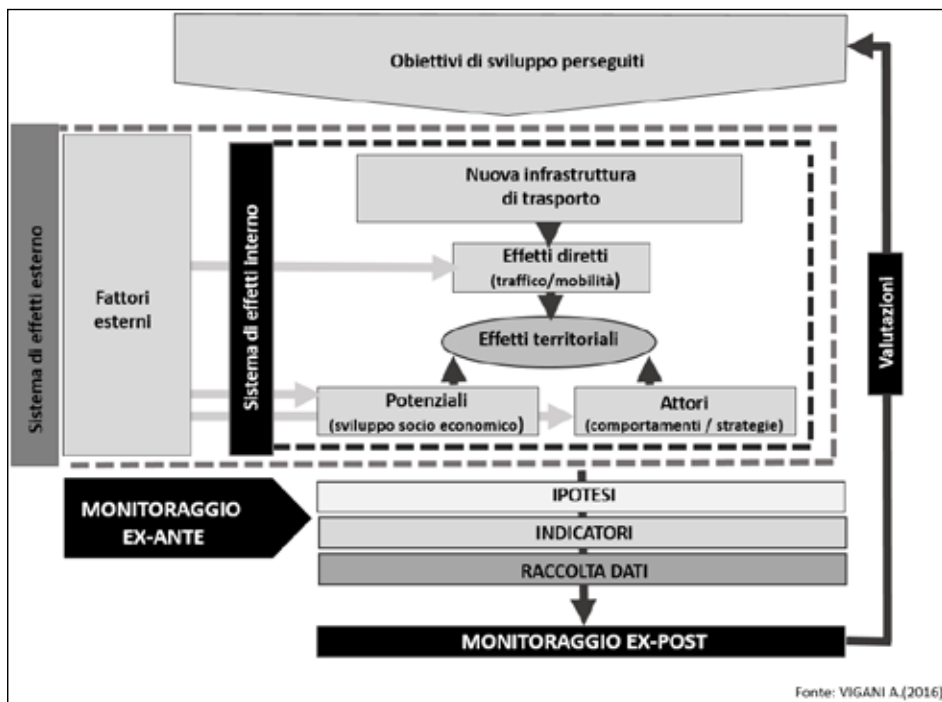 Obiettivi di sviluppo perseguiti
Sistema di effetti esterno
Fattori
esterni
Sistema di effetti interno
Nuova infrastruttura
di trasporto
Effetti diretti
(traffico/mobilità)
Effetti territoriali
Potenziali
(sviluppo socio economico)
Attori
(comportamenti / strategie)
Valutazioni
MONITORAGGIO
EX-ANTE
IPOTESI
INDICATORI
RACCOLTA DATI
MONITORAGGIO EX-POST
Fonte: VIGANI A.(2016)